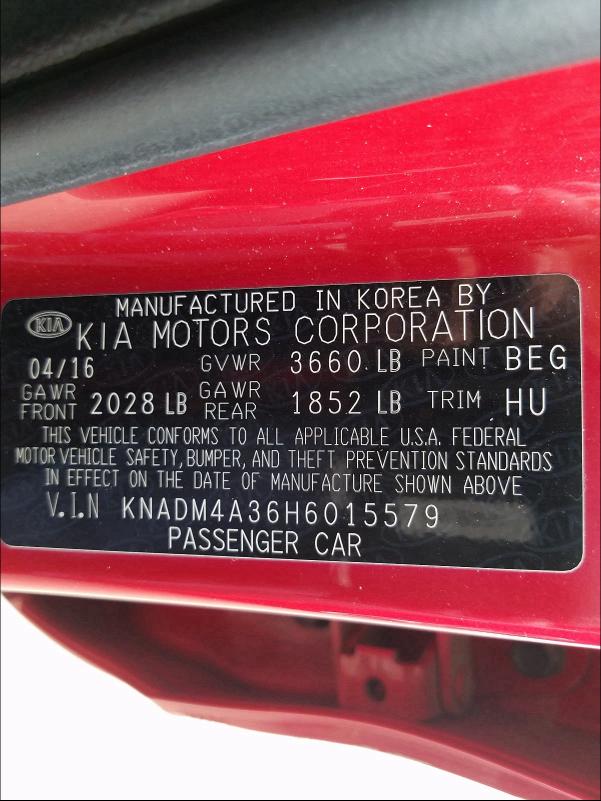 MANUFACTURED IN KOREA BY
KIA KIA MOTORS CORPORATION
04/16 GVWR 3660 LB PAINT BEG
GAWR FRONT 2028 LB GAWR REAR 1852 LB TRIM HU
THIS VEHICLE CONFORMS TO ALL APPLICABLE U.S.A. FEDERAL
MOTOR VEHICLE SAFETY, BUMPER, AND THEFT PREVENTION STANDARDS
IN EFFECT ON THE DATE OF MANUFACTURE SHOWN ABOVE
V.I.N KNADM4A36H6015579
PASSENGER CAR